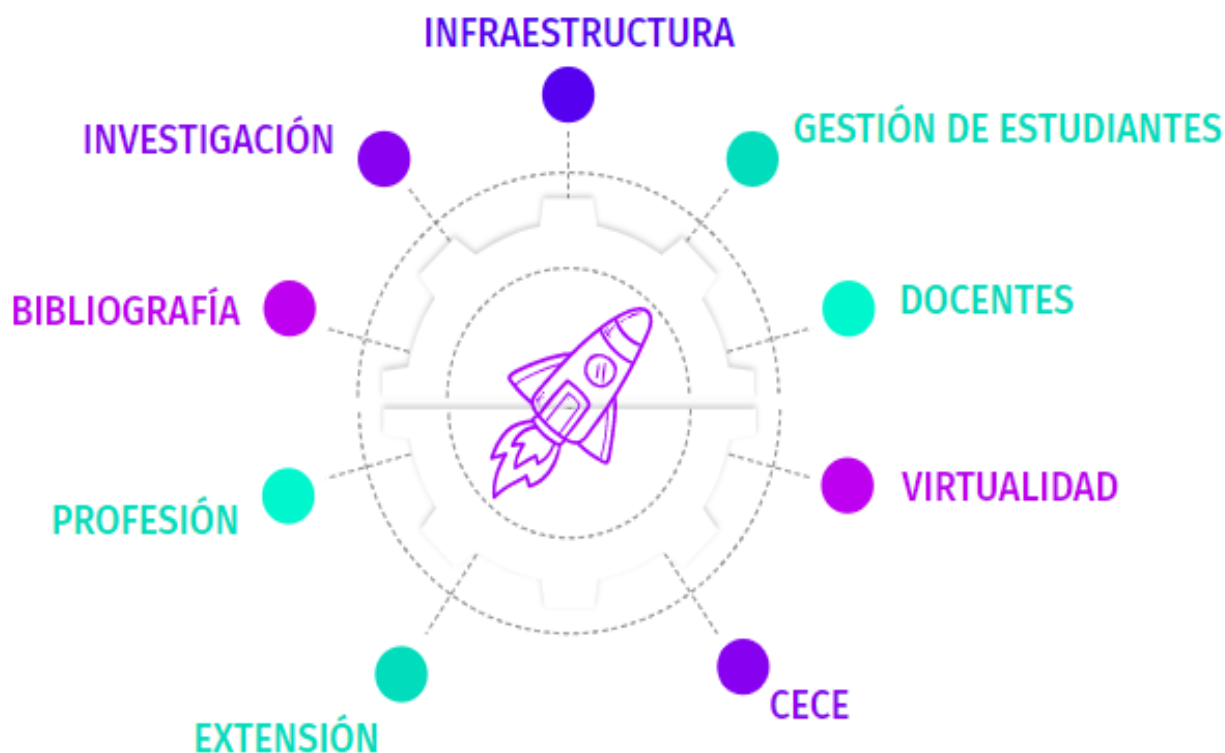 INFRAESTRUCTURA
GESTIÓN DE ESTUDIANTES
INVESTIGACIÓN
DOCENTES
BIBLIOGRAFÍA
VIRTUALIDAD
PROFESIÓN
CECE
EXTENSIÓN